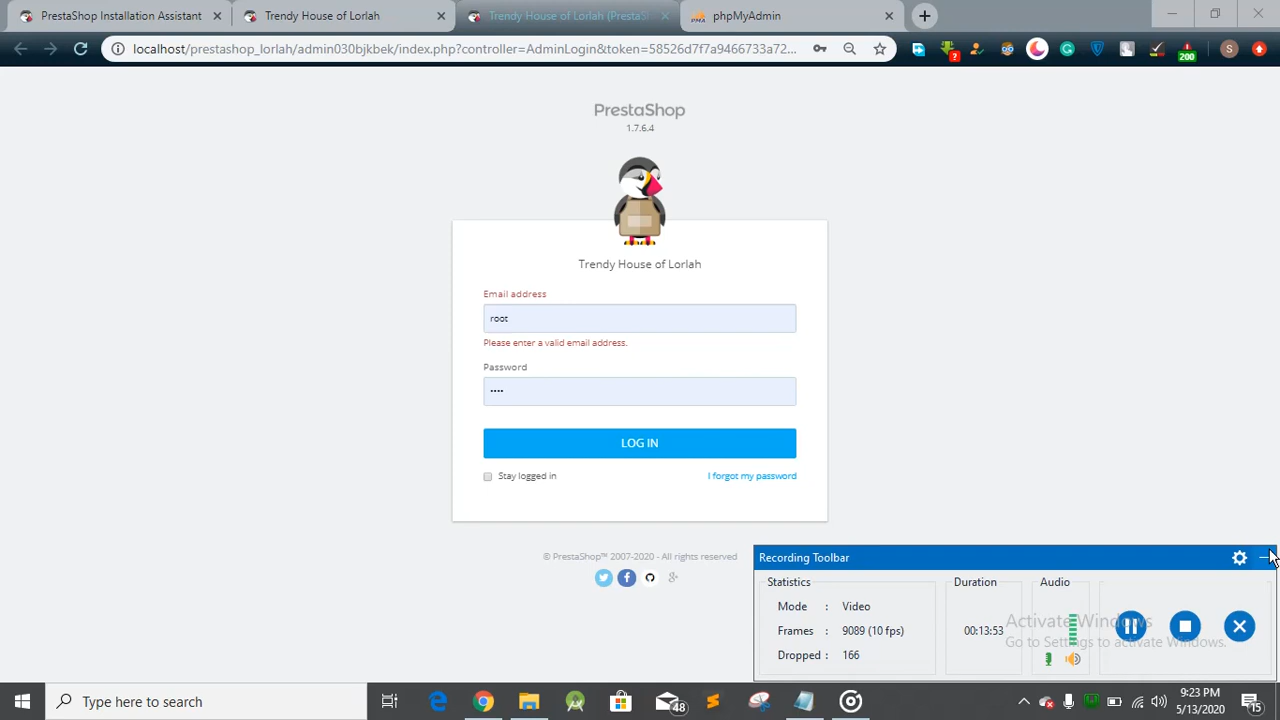 PrestaShop Installation Assistant
Trendy House of Lorlah
Trendy House of Lorlah (PrestaS
phpMyAdmin
localhost/prestashop_lorlah/admin030bjkbek/index.php?controller=AdminLogin&token=58526d7f7a9466733a72...
?
200
S
PrestaShop
1.7.6.4
Trendy House of Lorlah
Email address
root
Please enter a valid email address.
Password
LOG IN
Stay logged in
I forgot my password
© PrestaShop™ 2007-2020 - All rights reserved
Recording Toolbar
Statistics
Duration
Audio
Mode : Video
Frames : 9089 (10 fps)
Dropped : 166
00:13:53
Activate Windows
Go to Settings to activate Windows.
Type here to search
48
9:23 PM
5/13/2020
15